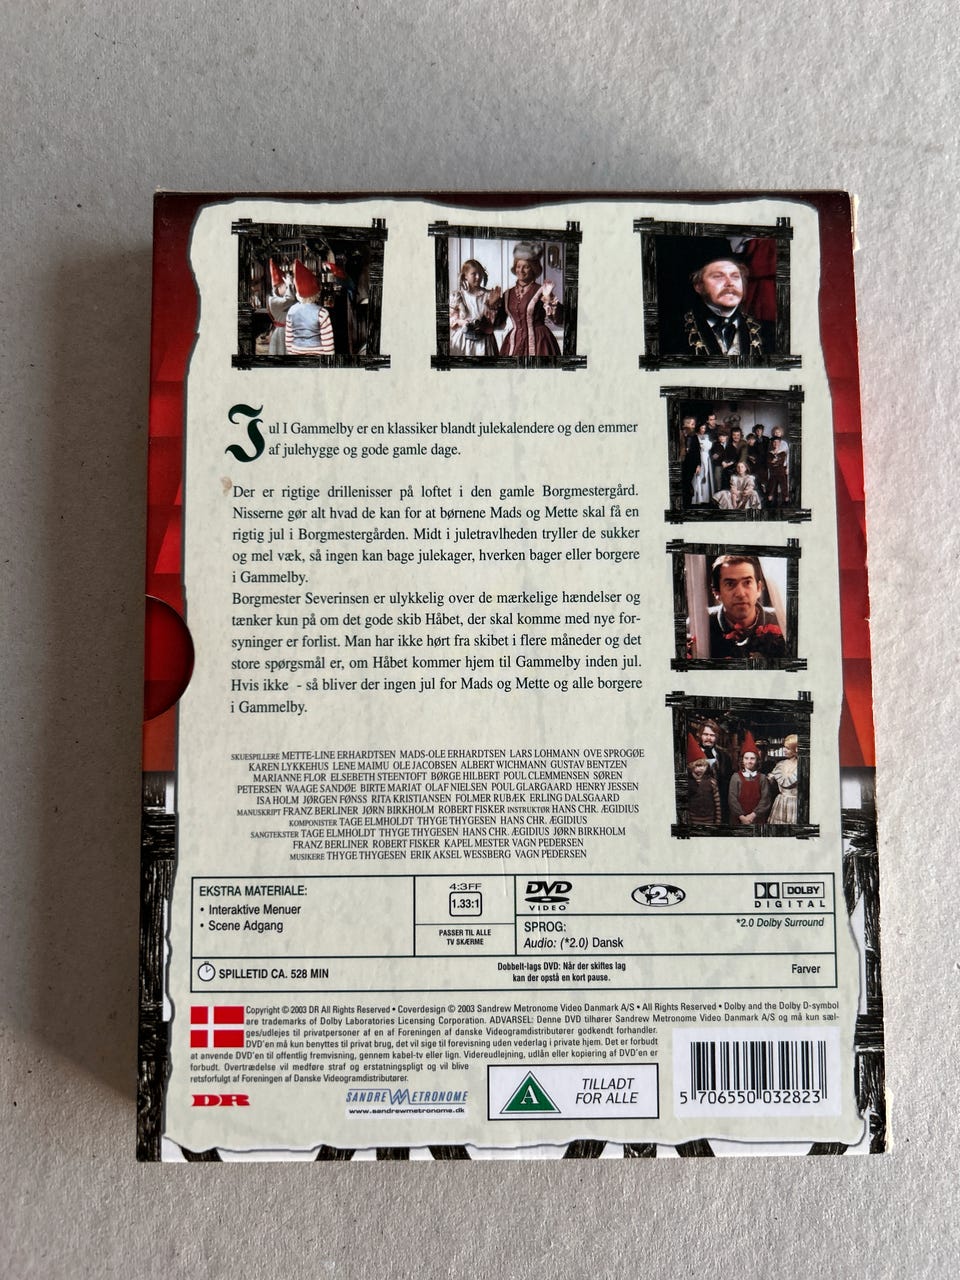 Jul I Gammelby er en klassiker blandt julekalendere og den emmer
af julehygge og gode gamle dage.
Der er rigtige drillenisser på loftet i den gamle Borgmestergård.
Nisserne gør alt hvad de kan for at børnene Mads og Mette skal få en
rigtig jul i Borgmestergården. Midt i juletravlheden tryller de sukker
og mel væk, så ingen kan bage julekager, hverken bager eller borgere
i Gammelby.
Borgmester Severinsen er ulykkelig over de mærkelige hændelser og
tænker kun på om det gode skib Håbet, der skal komme med nye for-
syninger er forlist. Man har ikke hørt fra skibet i flere måneder og det
store spørgsmål er, om Håbet kommer hjem til Gammelby inden jul.
Hvis ikke - så bliver der ingen jul for Mads og Mette og alle borgere
i Gammelby.
SKUESPILLERE METTE-LINE ERHARDTSEN MADS-OLE ERHARDTSEN LARS LOHMANN OVE SPROGØE
KAREN LYKKEHUS LENE MAIMU OLE JACOBSEN ALBERT WICHMANN GUSTAV BENTZEN
MARIANNE FLOR ELSEBETH STEENTOFT BØRGE HILBERT POUL CLEMMENSEN SØREN
PETERSEN WAAGE SANDØE BIRTE MARIAT OLAF NIELSEN POUL GLARGAARD HENRY JESSEN
ISA HOLM JØRGEN FØNSS RITA KRISTIANSEN FOLMER RUBÆK ERLING DALSGAARD
MANUSKRIPT FRANZ BERLINER JØRN BIRKHOLM ROBERT FISKER INSTRUKTØR HANS CHR. ÆGIDIUS
KOMPONISTER TAGE ELMHOLDT THYGE THYGESEN HANS CHR. ÆGIDIUS
SANGTEKSTER TAGE ELMHOLDT THYGE THYGESEN HANS CHR. ÆGIDIUS JØRN BIRKHOLM
FRANZ BERLINER ROBERT FISKER KAPEL MESTER VAGN PEDERSEN
MUSIKERE THYGE THYGESEN ERIK AKSEL WESSBERG VAGN PEDERSEN
EKSTRA MATERIALE:
• Interaktive Menuer
• Scene Adgang
4:3FF
1.33:1
PASSER TIL ALLE
TV SKÆRME
DVD
VIDEO
2
DOLBY
DIGITAL
SPROG:
Audio: (*2.0) Dansk
*2.0 Dolby Surround
SPILLETID CA. 528 MIN
Dobbelt-lags DVD: Når der skiftes lag
kan der opstå en kort pause.
Farver
Copyright © 2003 DR All Rights Reserved • Coverdesign © 2003 Sandrew Metronome Video Danmark A/S • All Rights Reserved • Dolby and the Dolby D-symbol
are trademarks of Dolby Laboratories Licensing Corporation. ADVARSEL: Denne DVD tilhører Sandrew Metronome Video Danmark A/S og må kun sæl-
ges/udlejes til privatpersoner af en af Foreningen af danske Videogramdistributører godkendt forhandler.
DVD'en må kun benyttes til privat brug, det vil sige til forevisning uden vederlag i private hjem. Det er forbudt
at anvende DVD'en til offentlig fremvisning, gennem kabel-tv eller lign. Videreudlejning, udlån eller kopiering af DVD'en er
forbudt. Overtrædelse vil medføre straf og erstatningspligt og vil blive
retsforfulgt af Foreningen af Danske Videogramdistributører.
DR
SANDREW METRONOME
www.sandrewmetronome.dk
A
TILLADT
FOR ALLE
5 706550 032823